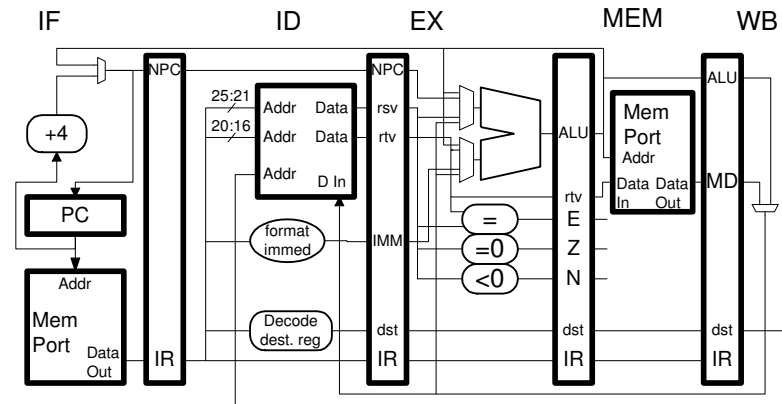 IF ID EX MEM WB
NPC NPC
25:21
Addr Data rsv
20:16
Addr Data rtv
Addr
D In
+4
PC
Addr
Mem
Port
Data
Out
IR
format
immed
IMM
Decode
dest. reg
dst
IR
=
=0
<0
ALU
rtv
E
Z
N
dst
IR
Mem
Port
Addr
Data
In
Data
Out
ALU
MD
dst
IR